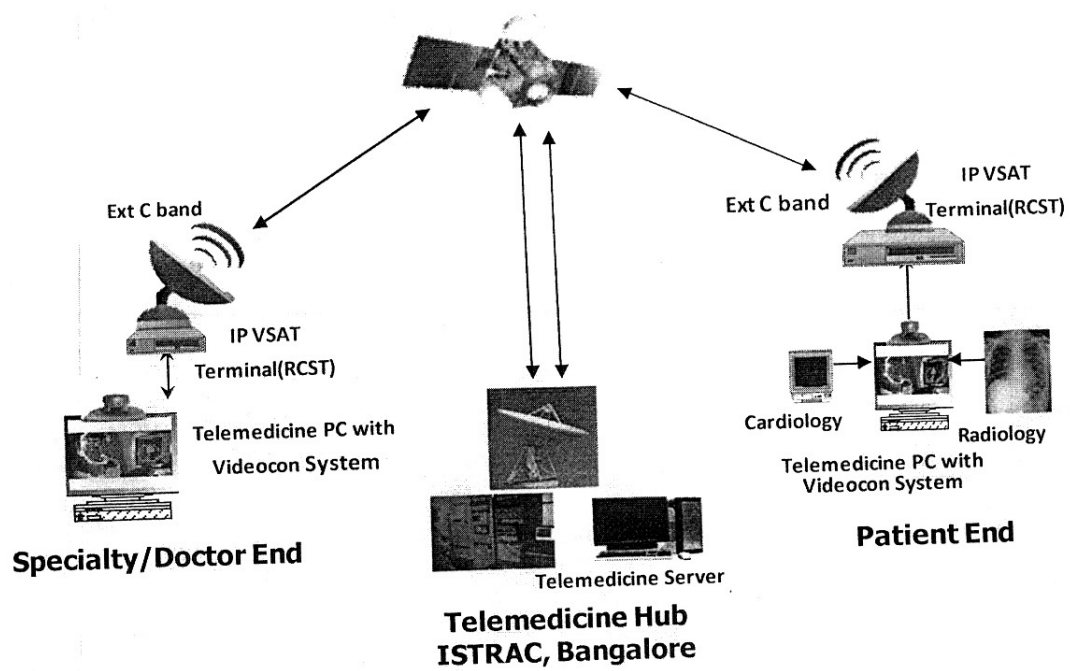 Ext C band
IP VSAT
Terminal(RCST)
Telemedicine PC with
Videocon System
Specialty/Doctor End
Telemedicine Server
Telemedicine Hub
ISTRAC, Bangalore
Ext C band
IP VSAT
Terminal(RCST)
Cardiology
Radiology
Telemedicine PC with
Videocon System
Patient End